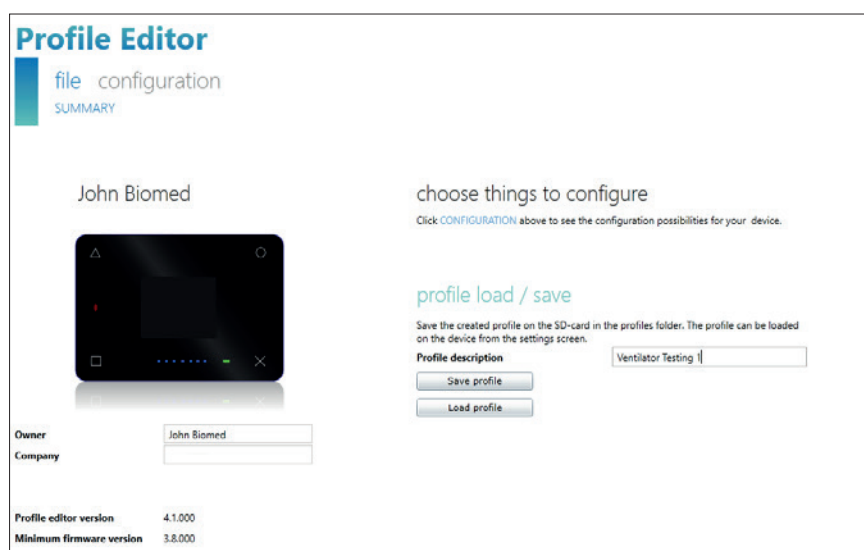 Profile Editor
file configuration
SUMMARY
John Biomed
Owner John Biomed
Company
Profile editor version 4.1.000
Minimum firmware version 3.8.000
choose things to configure
Click CONFIGURATION above to see the configuration possibilities for your device.
profile load / save
Save the created profile on the SD-card in the profiles folder. The profile can be loaded
on the device from the settings screen.
Profile description Ventilator Testing 1
Save profile
Load profile